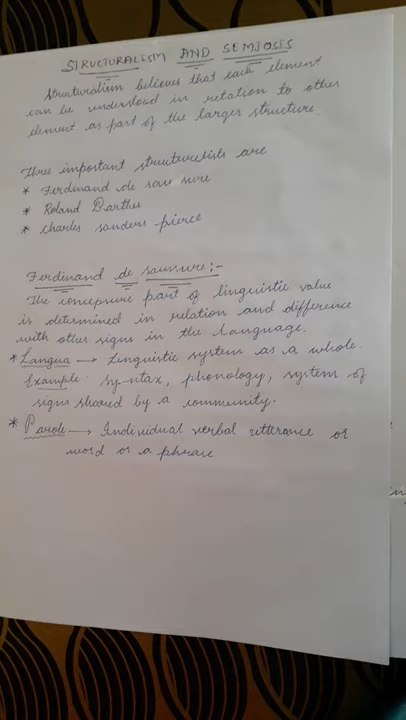 STRUCTURALISM AND SEMIOSIS
Structuralism believes that each element
can be understood in relation to other
element as part of the larger structure.
Three important structuralists are
* Ferdinand de saussure
* Roland Barthes
* Charles sanders pierce
Ferdinand de saussure:-
The part of linguistic value
is determined in relation and difference
with other signs in the language.
* Langua → Linguistic system as a whole.
Example. Syntax, phonology, system of
signs shared by a community.
* Parole → Individual verbal utterance or
word or a phrase